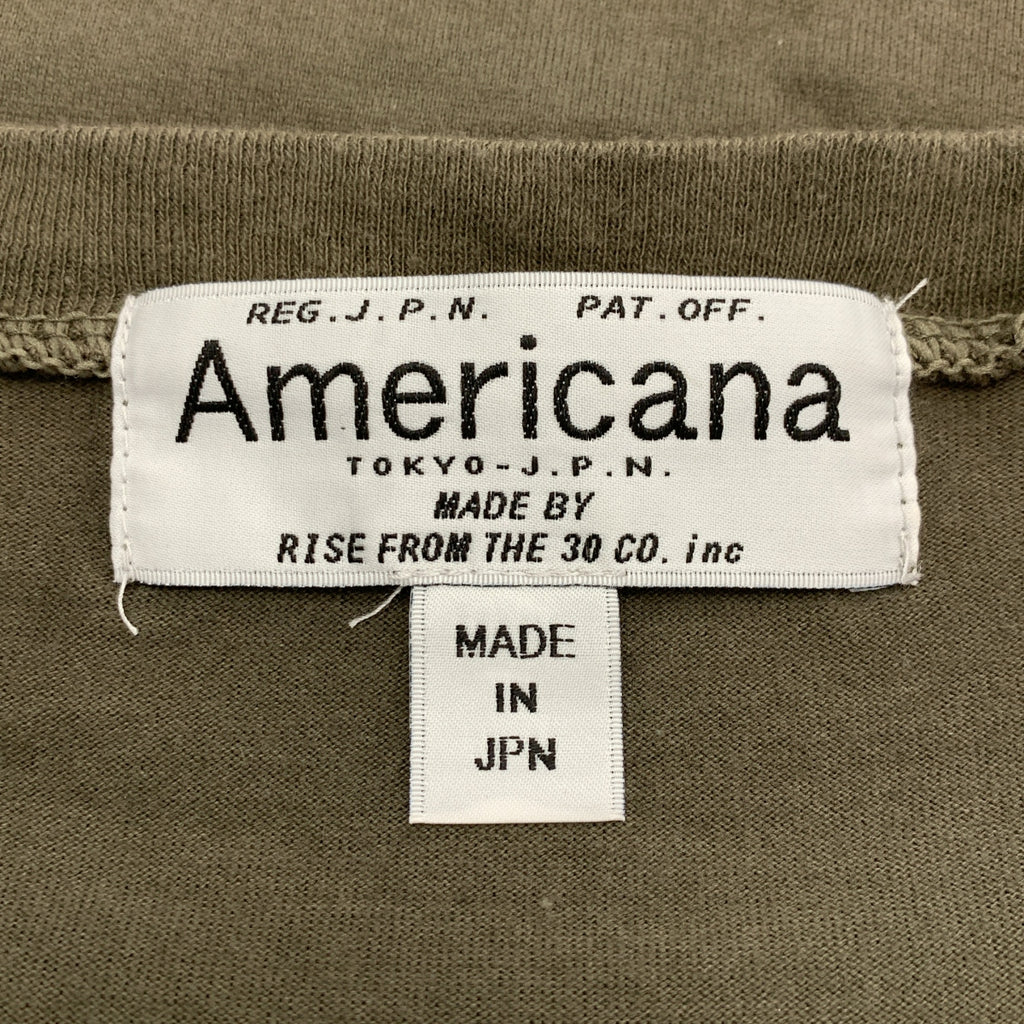 REG.J.P.N. PAT.OFF.
Americana
TOKYO-J.P.N.
MADE BY
RISE FROM THE 30 CO. inc
MADE
IN
JPN